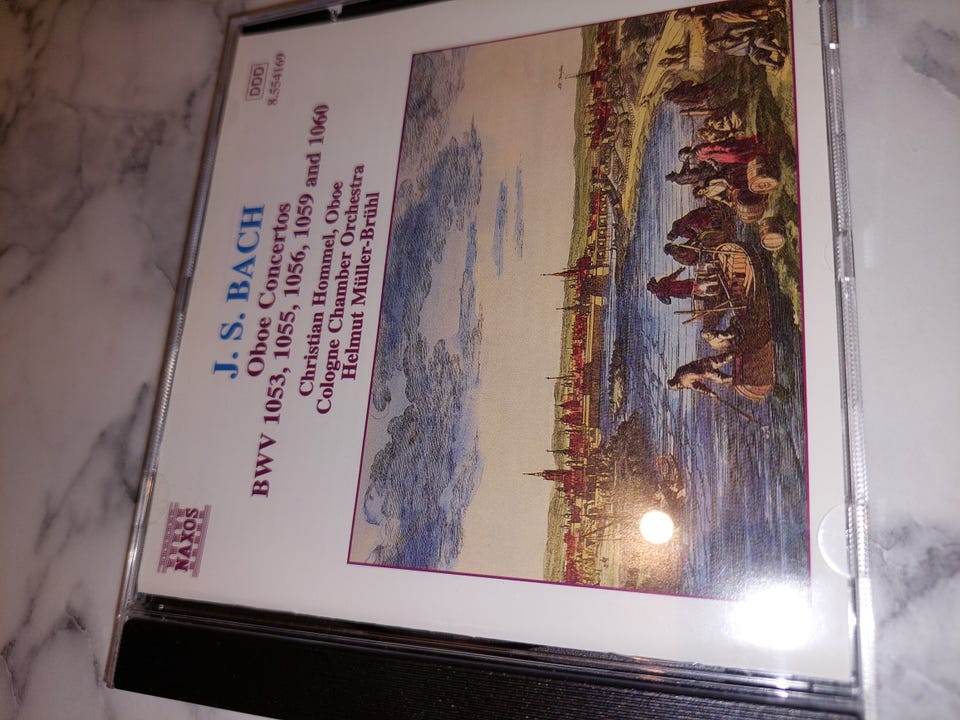 NAXOS
DDD
8.554169
J. S. BACH
Oboe Concertos
BWV 1053, 1055, 1056, 1059 and 1060
Christian Hommel, Oboe
Cologne Chamber Orchestra
Helmut Müller-Brühl